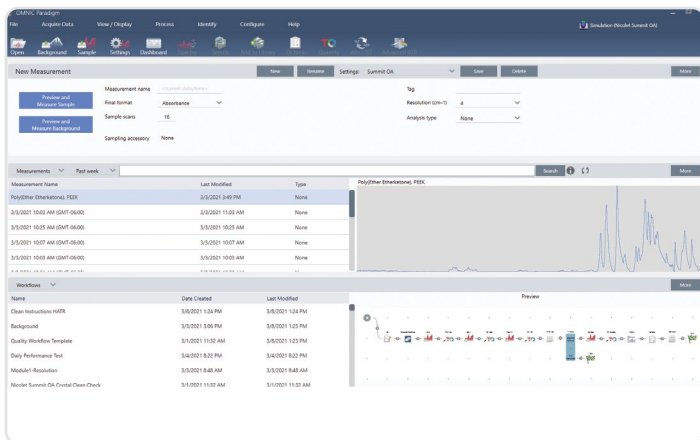 OMNIC Paradigm
File Acquire Data View / Display Process Identify Configure Help Simulation (Nicolet Summit OA)
Open Background Sample Settings Dashboard Search Add to Library
New Measurement New Rename Settings: Summit OA Save Delete More
Preview and
Measure Sample
Preview and
Measure Background
Measurement name
Final format Absorbance
Sample scans 16
Sampling accessory None
Tag
Resolution (cm-1) 4
Analysis type None
Measurements Past week Search More
Measurement Name Last Modified Type Poly(Ether Etherketone), PEEK
Poly(Ether Etherketone), PEEK 3/3/2021 3:49 PM None
3/3/2021 11:03 AM None
3/3/2021 10:25 AM (GMT-06:00) 3/3/2021 10:25 AM None
3/3/2021 10:07 AM (GMT-06:00) 3/3/2021 10:07 AM None
3/3/2021 10:03 AM (GMT-06:00) 3/3/2021 10:03 AM None
Workflows More
Name Date Created Last Modified Preview
Clean Instructions HATR 3/8/2021 1:24 PM 3/8/2021 1:24 PM
Background 3/5/2021 5:06 PM 3/8/2021 1:23 PM
Quality Workflow Template 3/1/2021 11:32 AM 3/8/2021 1:23 PM
Daily Performance Test 3/4/2021 8:22 PM 3/4/2021 8:22 PM
Module1-Resolution 3/3/2021 8:48 AM 3/3/2021 8:48 AM
Nicolet Summit OA Crystal Clean Check 3/1/2021 11:32 AM 3/1/2021 11:32 AM